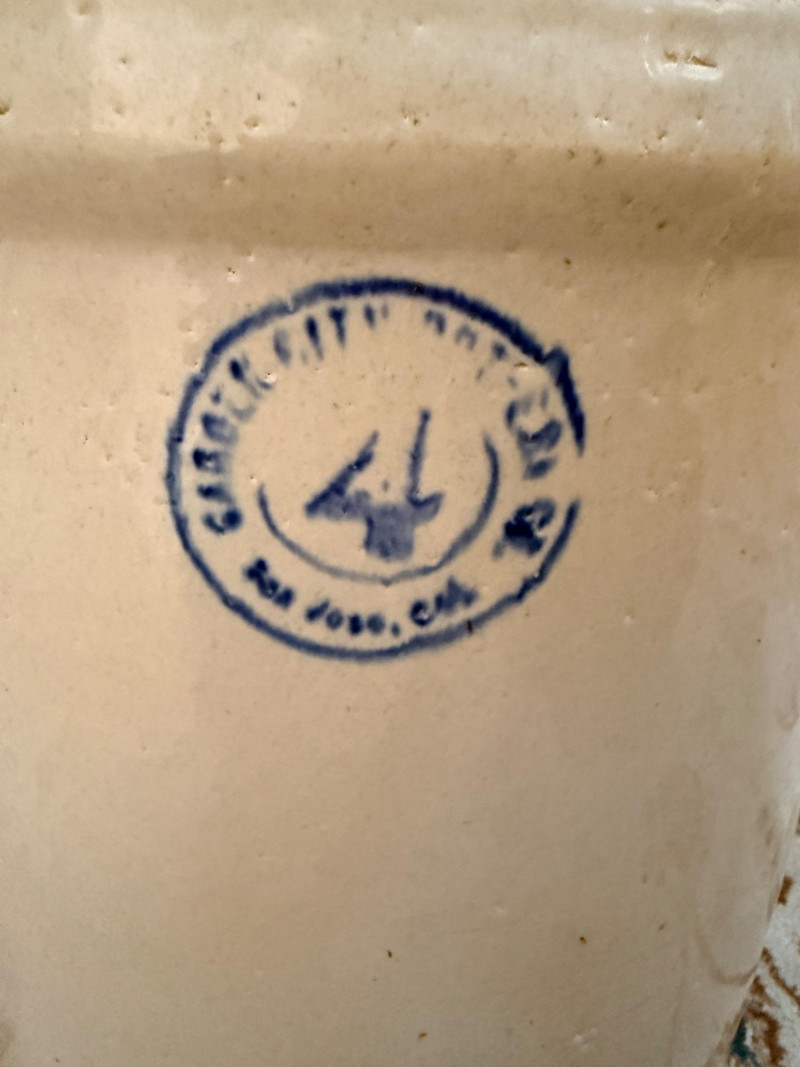 GARDEN CITY POTTERY CO.
4
San Jose, Cal.